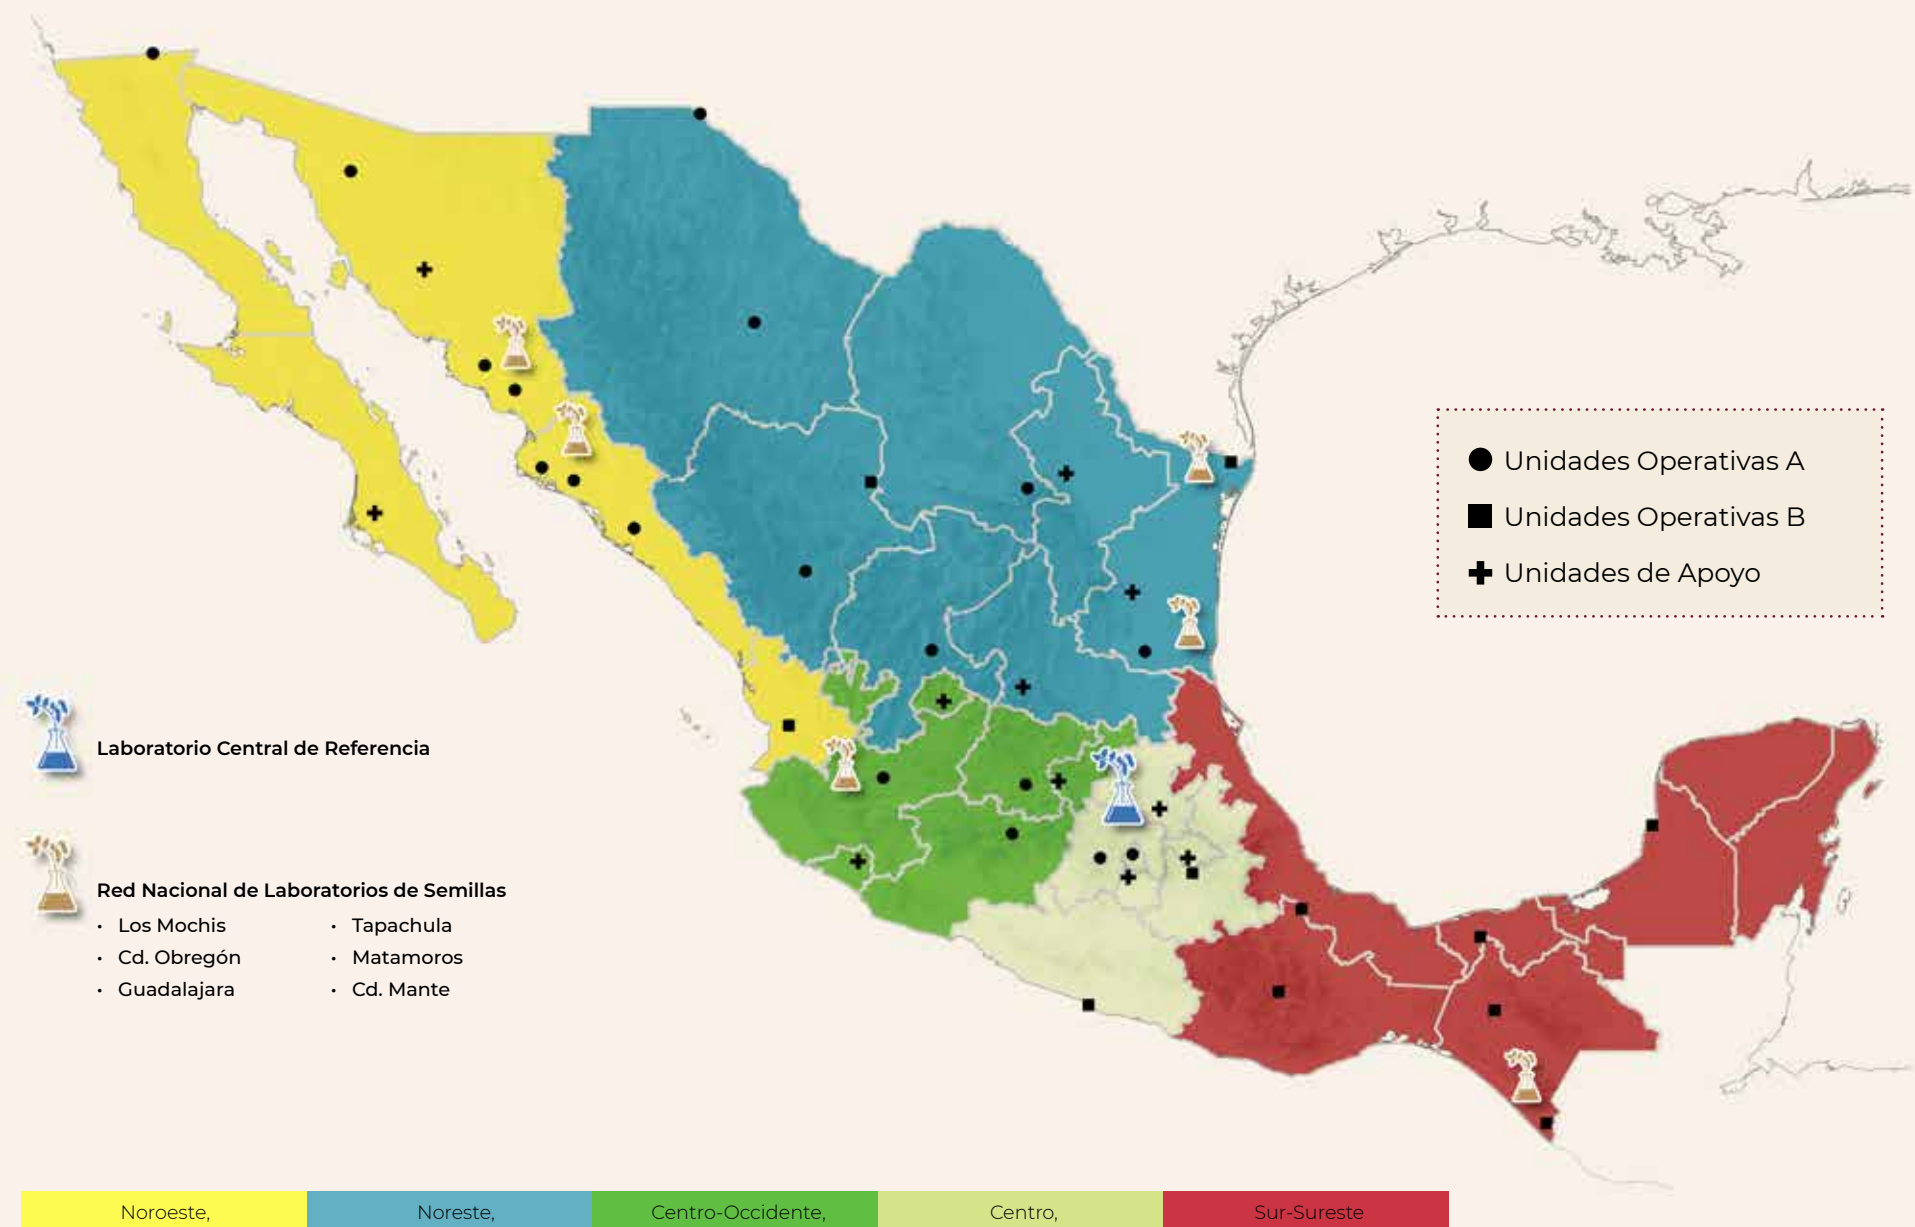 Unidades Operativas A
Unidades Operativas B
Unidades de Apoyo
Laboratorio Central de Referencia
Red Nacional de Laboratorios de Semillas
• Los Mochis
• Cd. Obregón
• Guadalajara
• Tapachula
• Matamoros
• Cd. Mante
Noroeste,
Noreste,
Centro-Occidente,
Centro,
Sur-Sureste